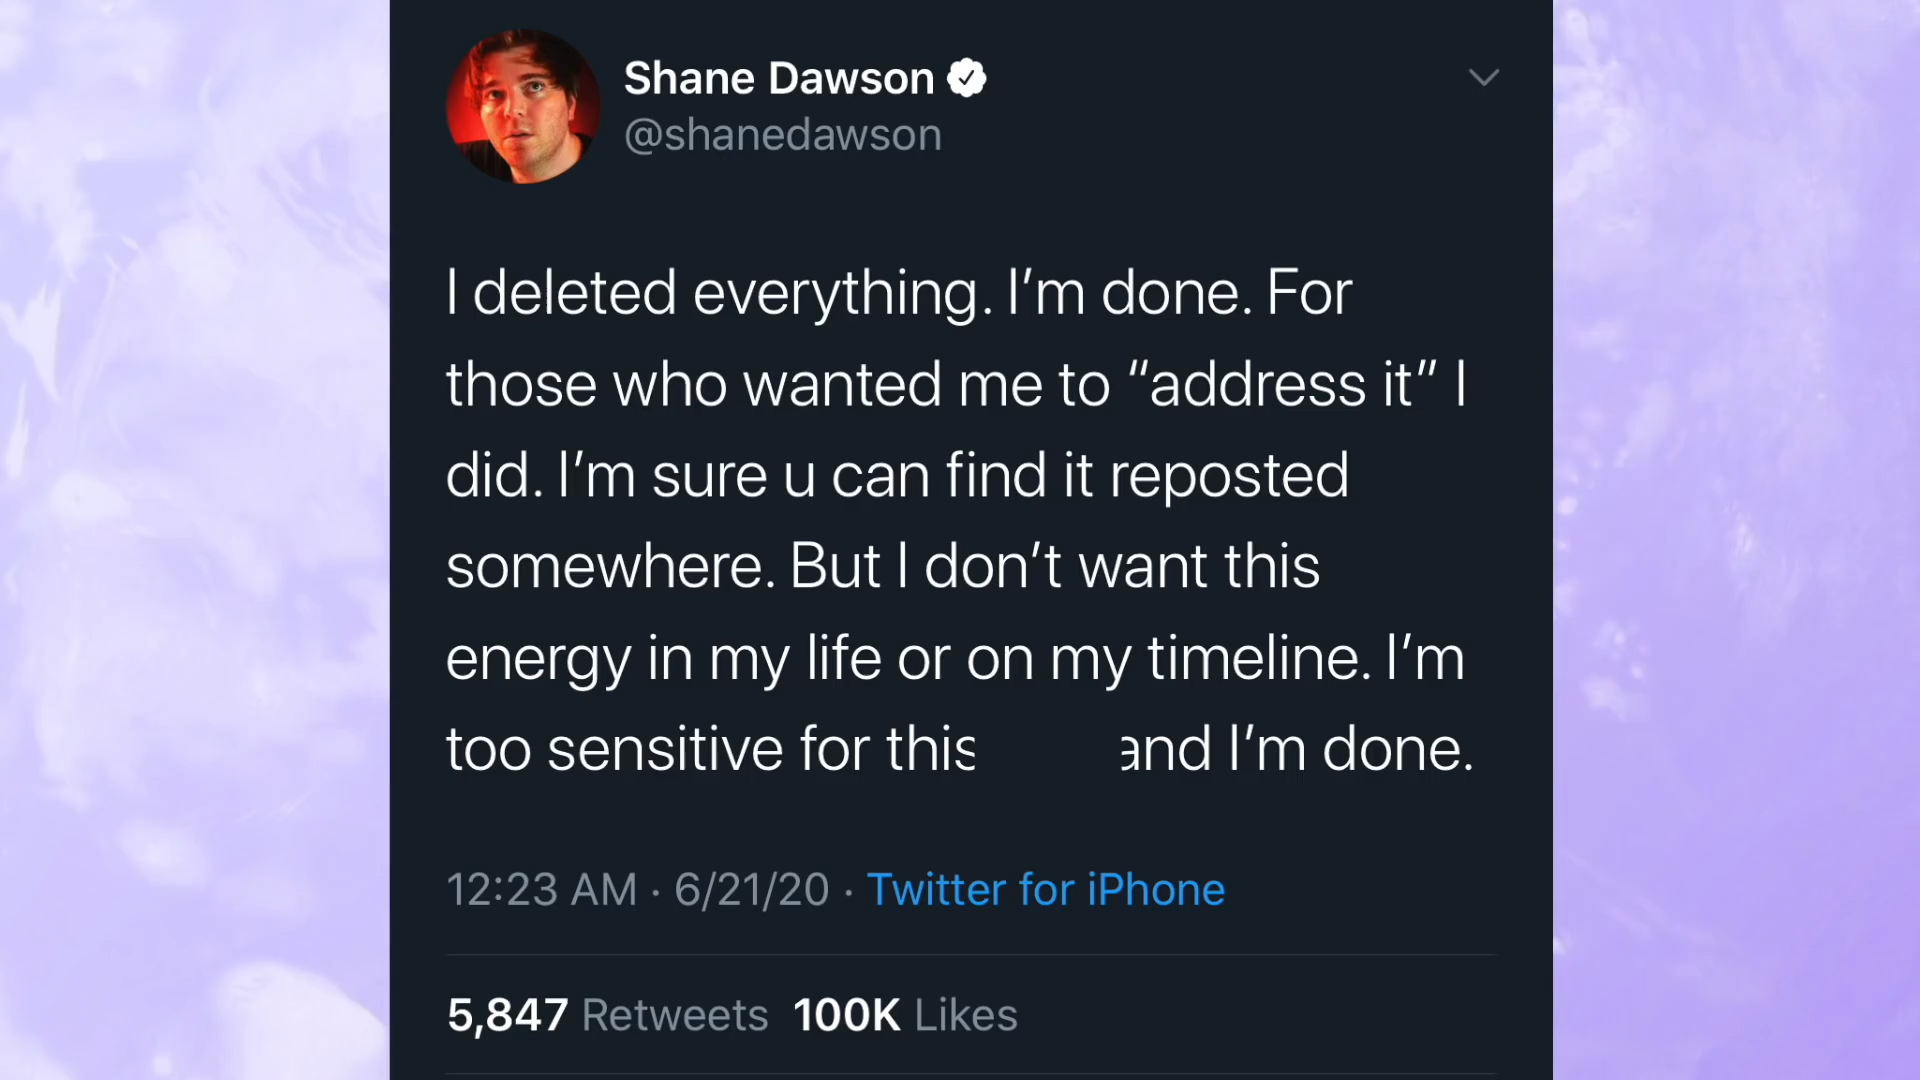 Shane Dawson
@shanedawson
I deleted everything. I’m done. For
those who wanted me to “address it” I
did. I’m sure u can find it reposted
somewhere. But I don’t want this
energy in my life or on my timeline. I’m
too sensitive for this and I’m done.
12:23 AM · 6/21/20 · Twitter for iPhone
5,847 Retweets 100K Likes